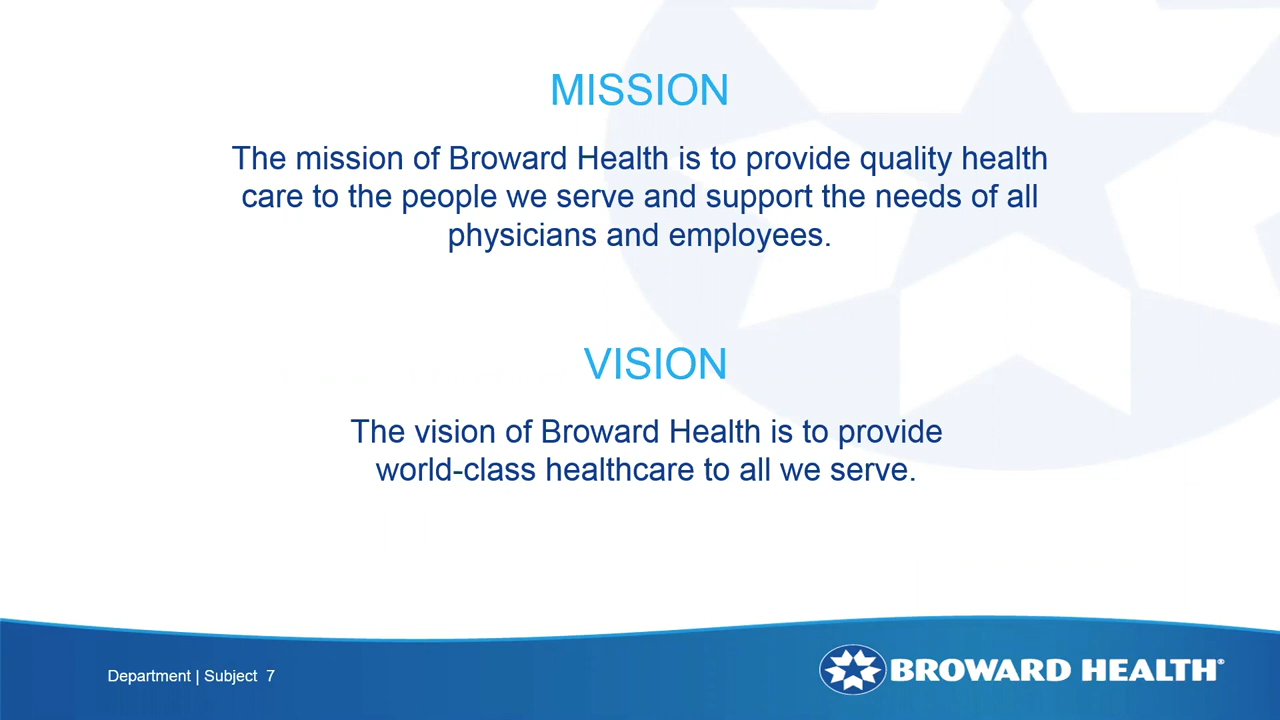 MISSION
The mission of Broward Health is to provide quality health
care to the people we serve and support the needs of all
physicians and employees.
VISION
The vision of Broward Health is to provide
world-class healthcare to all we serve.
Department | Subject 7
BROWARD HEALTH®